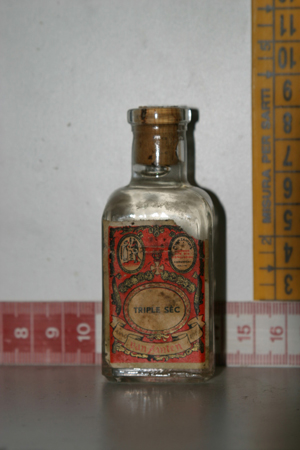 TRIPLE SEC
8 9 10 15 16
MISURA PER SARTI
3 4 5 6 7 8 9 10 11